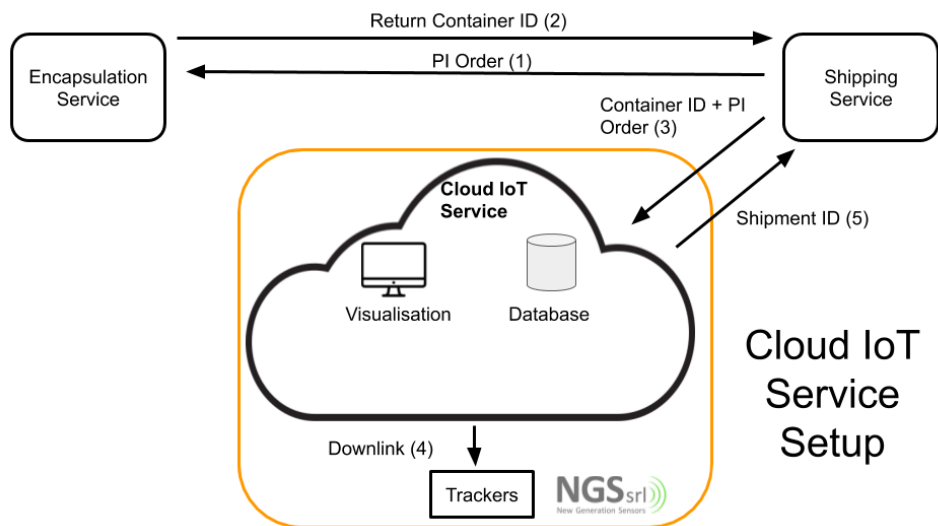 Return Container ID (2)
PI Order (1)
Encapsulation
Service
Shipping
Service
Container ID + PI
Order (3)
Cloud IoT
Service
Shipment ID (5)
Visualisation
Database
Cloud IoT
Service
Setup
Downlink (4)
Trackers
NGS srl
New Generation Sensors